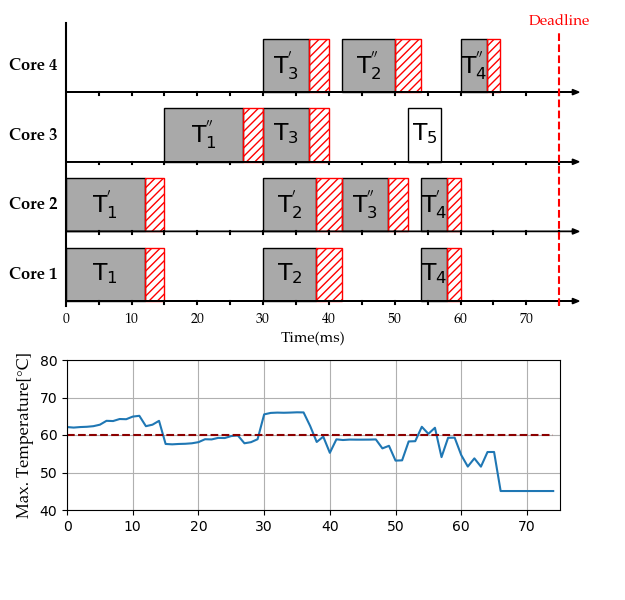 Deadline
Core 4 T₃′ T₂″ T₄″
Core 3 T₁″ T₃ T₅
Core 2 T₁′ T₂′ T₃″ T₄′
Core 1 T₁ T₂ T₄
0 10 20 30 40 50 60 70
Time(ms)
Max. Temperature[°C]
80
70
60
50
40
0 10 20 30 40 50 60 70